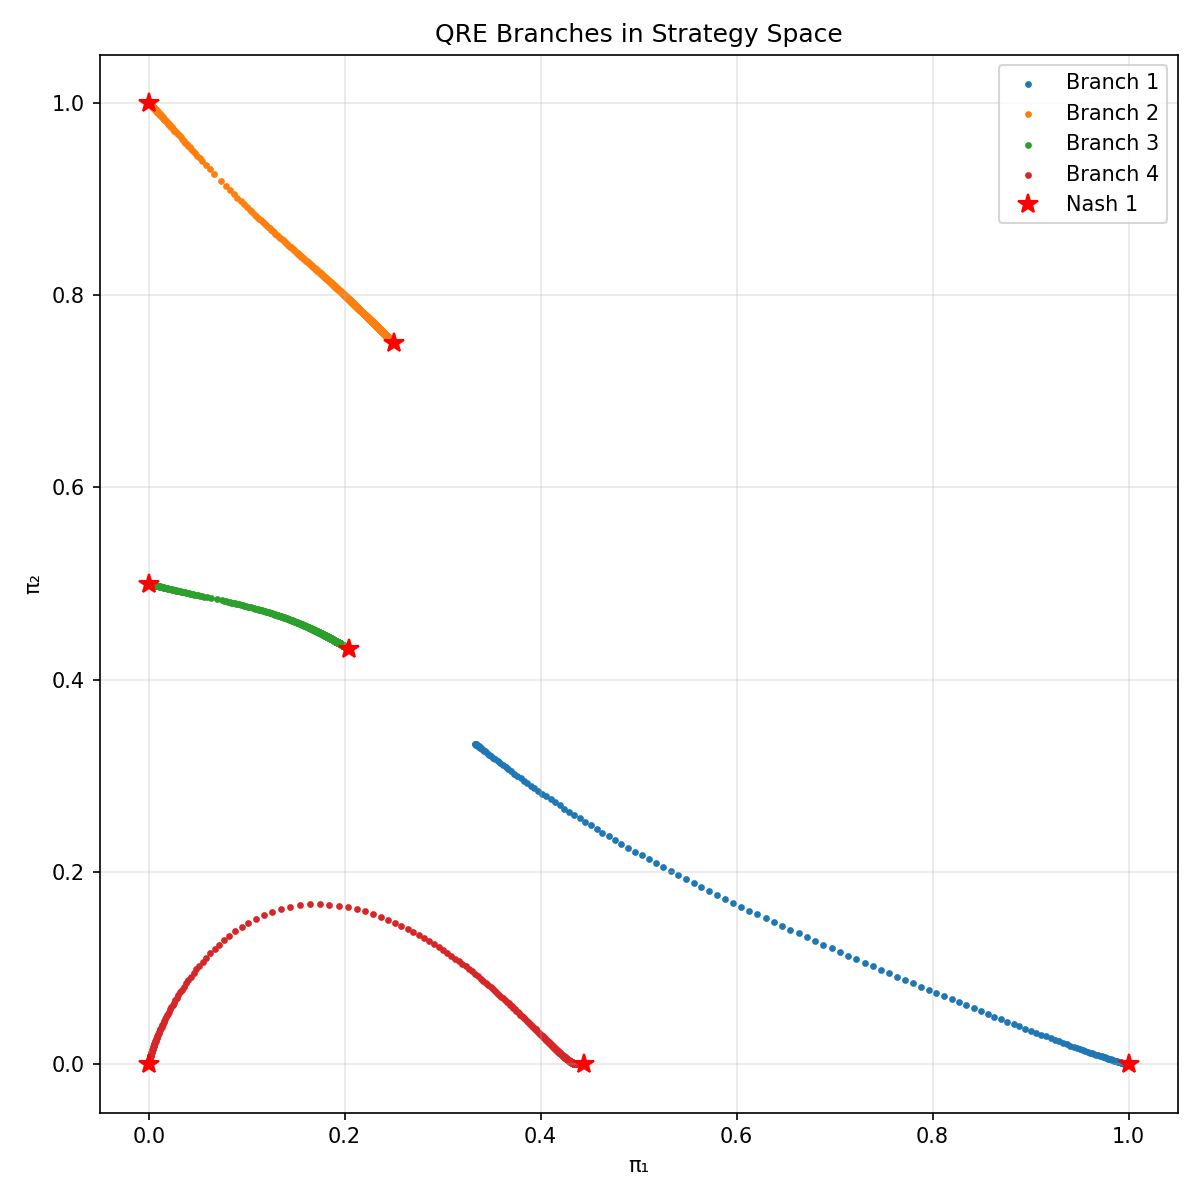 QRE Branches in Strategy Space
Branch 1
Branch 2
Branch 3
Branch 4
Nash 1
1.0
0.8
0.6
0.4
0.2
0.0
π₂
0.0 0.2 0.4 0.6 0.8 1.0
π₁